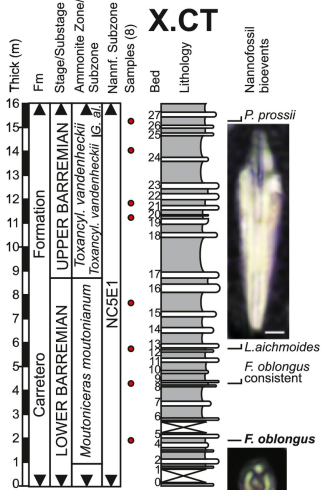 X.CT
Thick (m)
Fm
Stage/Substage
Ammonite Zone/
Subzone
Nannf. Subzone
Samples (8)
Bed
Lithology
Nannofossil
bioevents
16
15
14
13
12
11
10
9
8
7
6
5
4
3
2
1
0
Carretero Formation
LOWER BARREMIAN
UPPER BARREMIAN
Moutoniceras moutonianum
Toxancyl. vandenheckii
Toxancyl. vandenheckii
G. al.
NC5E1
27
26
25
24
23
22
21
20
19
18
17
16
15
14
13
12
11
10
9
8
7
6
5
4
2
1
0
P. prossii
L.aichmoides
F. oblongus
consistent
F. oblongus